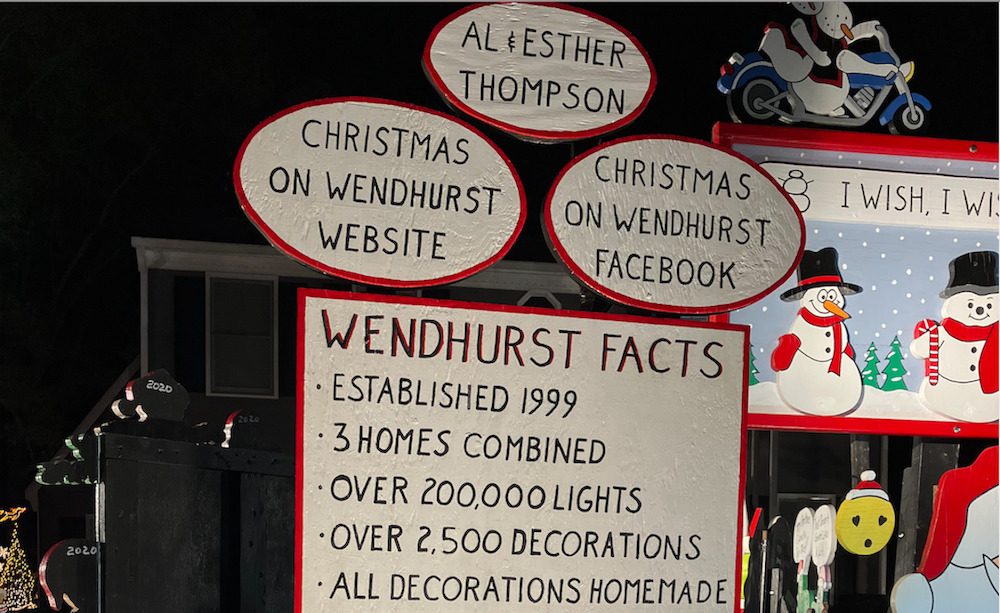 AL & ESTHER
THOMPSON
CHRISTMAS
ON WENDHURST
WEBSITE
CHRISTMAS
ON WENDHURST
FACEBOOK
I WISH, I WIS
WENDHURST FACTS
· ESTABLISHED 1999
· 3 HOMES COMBINED
· OVER 200,000 LIGHTS
· OVER 2,500 DECORATIONS
· ALL DECORATIONS HOMEMADE
2020
2020
2020